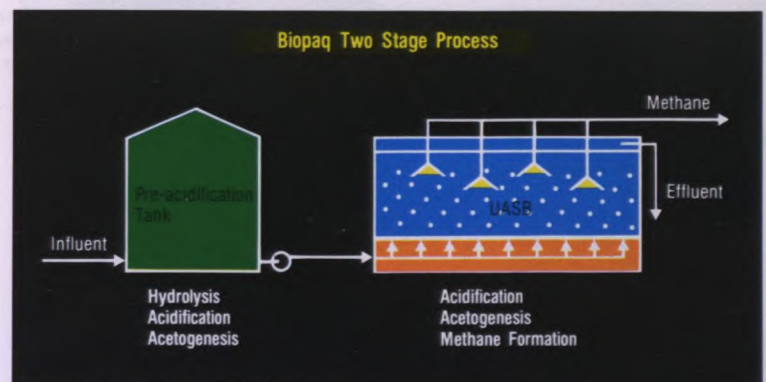 Biopaq Two Stage Process
Methane
Pre-acidification
Tank
UASB
Effluent
Influent
Hydrolysis
Acidification
Acetogenesis
Acidification
Acetogenesis
Methane Formation